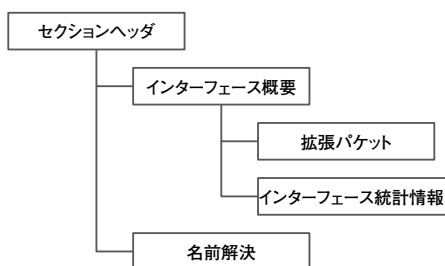 セクションヘッダ
インターフェース概要
拡張パケット
インターフェース統計情報
名前解決